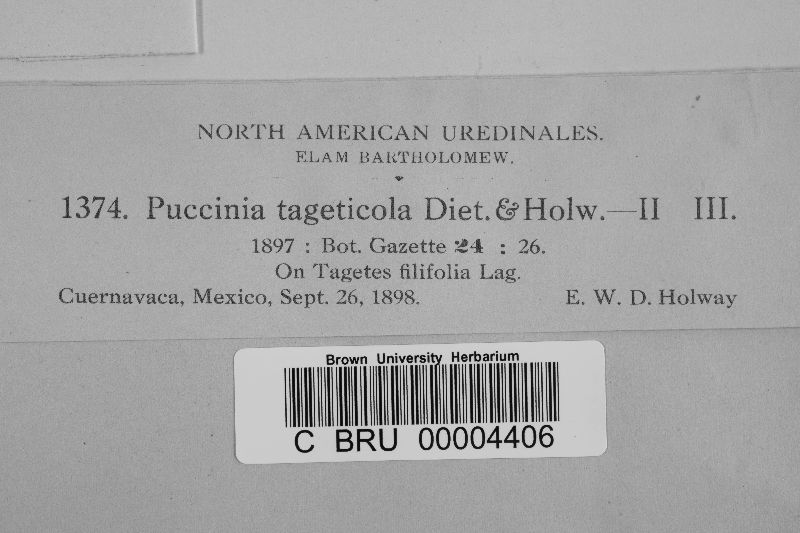 NORTH AMERICAN UREDINALES.
ELAM BARTHOLOMEW.
1374. Puccinia tageticola Diet. & Holw.—II III.
1897 : Bot. Gazette 24 : 26.
On Tagetes filifolia Lag.
Cuernavaca, Mexico, Sept. 26, 1898. E. W. D. Holway
Brown University Herbarium
C BRU 00004406